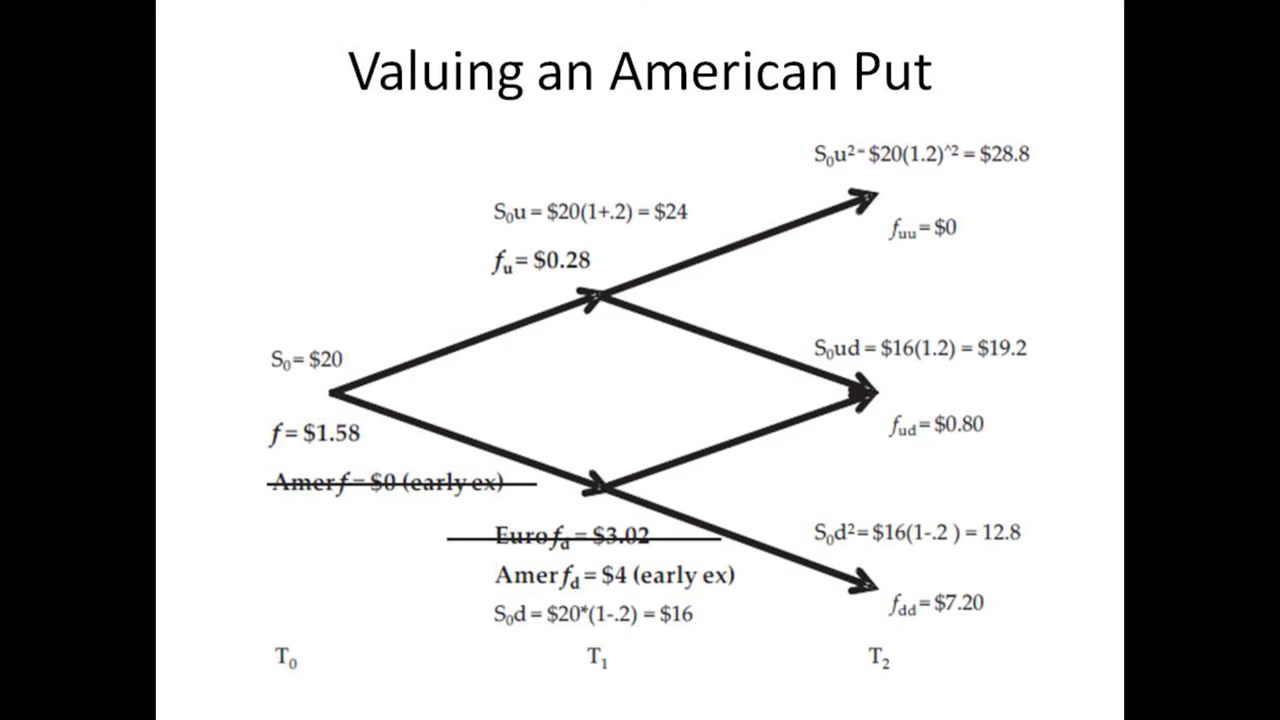 Valuing an American Put
S₀u²= $20(1.2)^² = $28.8
S₀u = $20(1+.2) = $24
fᵤᵤ = $0
fᵤ = $0.28
S₀ud = $16(1.2) = $19.2
S₀ = $20
fᵤd = $0.80
f = $1.58
Amer f = $0 (early ex)
S₀d² = $16(1-.2 ) = 12.8
Euro fd = $3.02
Amer fd = $4 (early ex)
fdd = $7.20
S₀d = $20*(1-.2) = $16
T₀ T₁ T₂